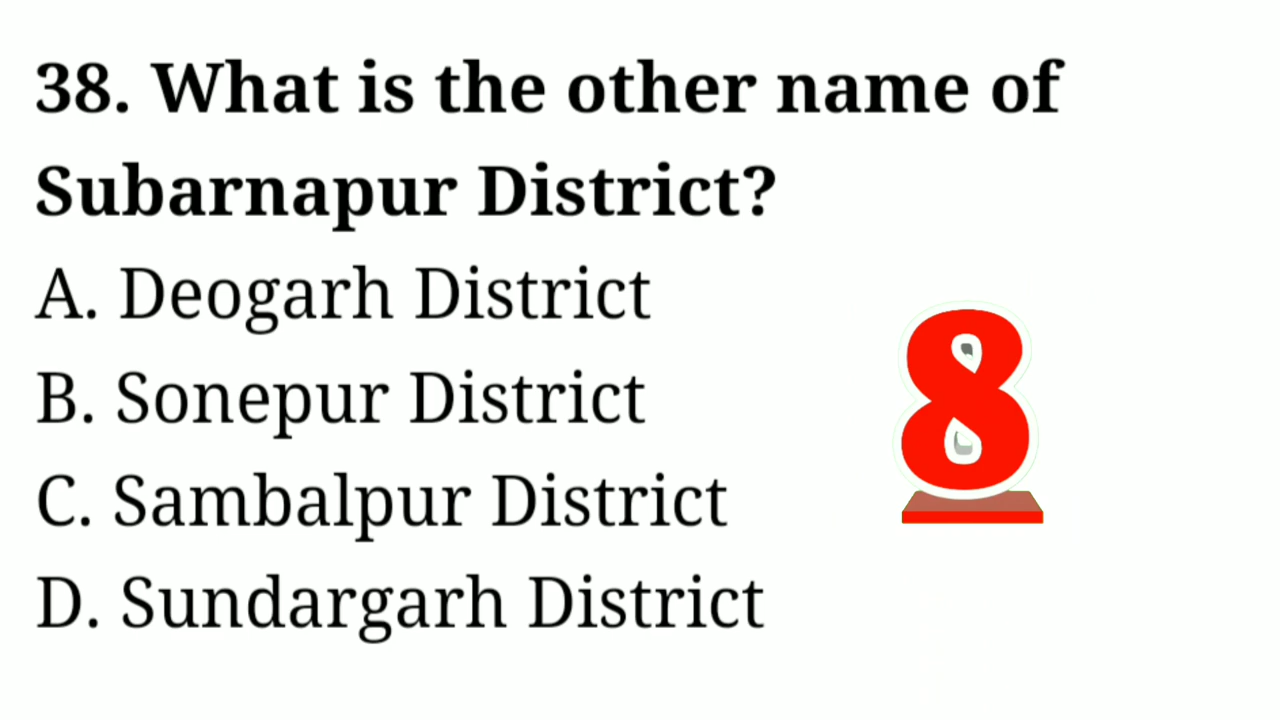 38. What is the other name of
Subarnapur District?
A. Deogarh District
B. Sonepur District
C. Sambalpur District
D. Sundargarh District
8